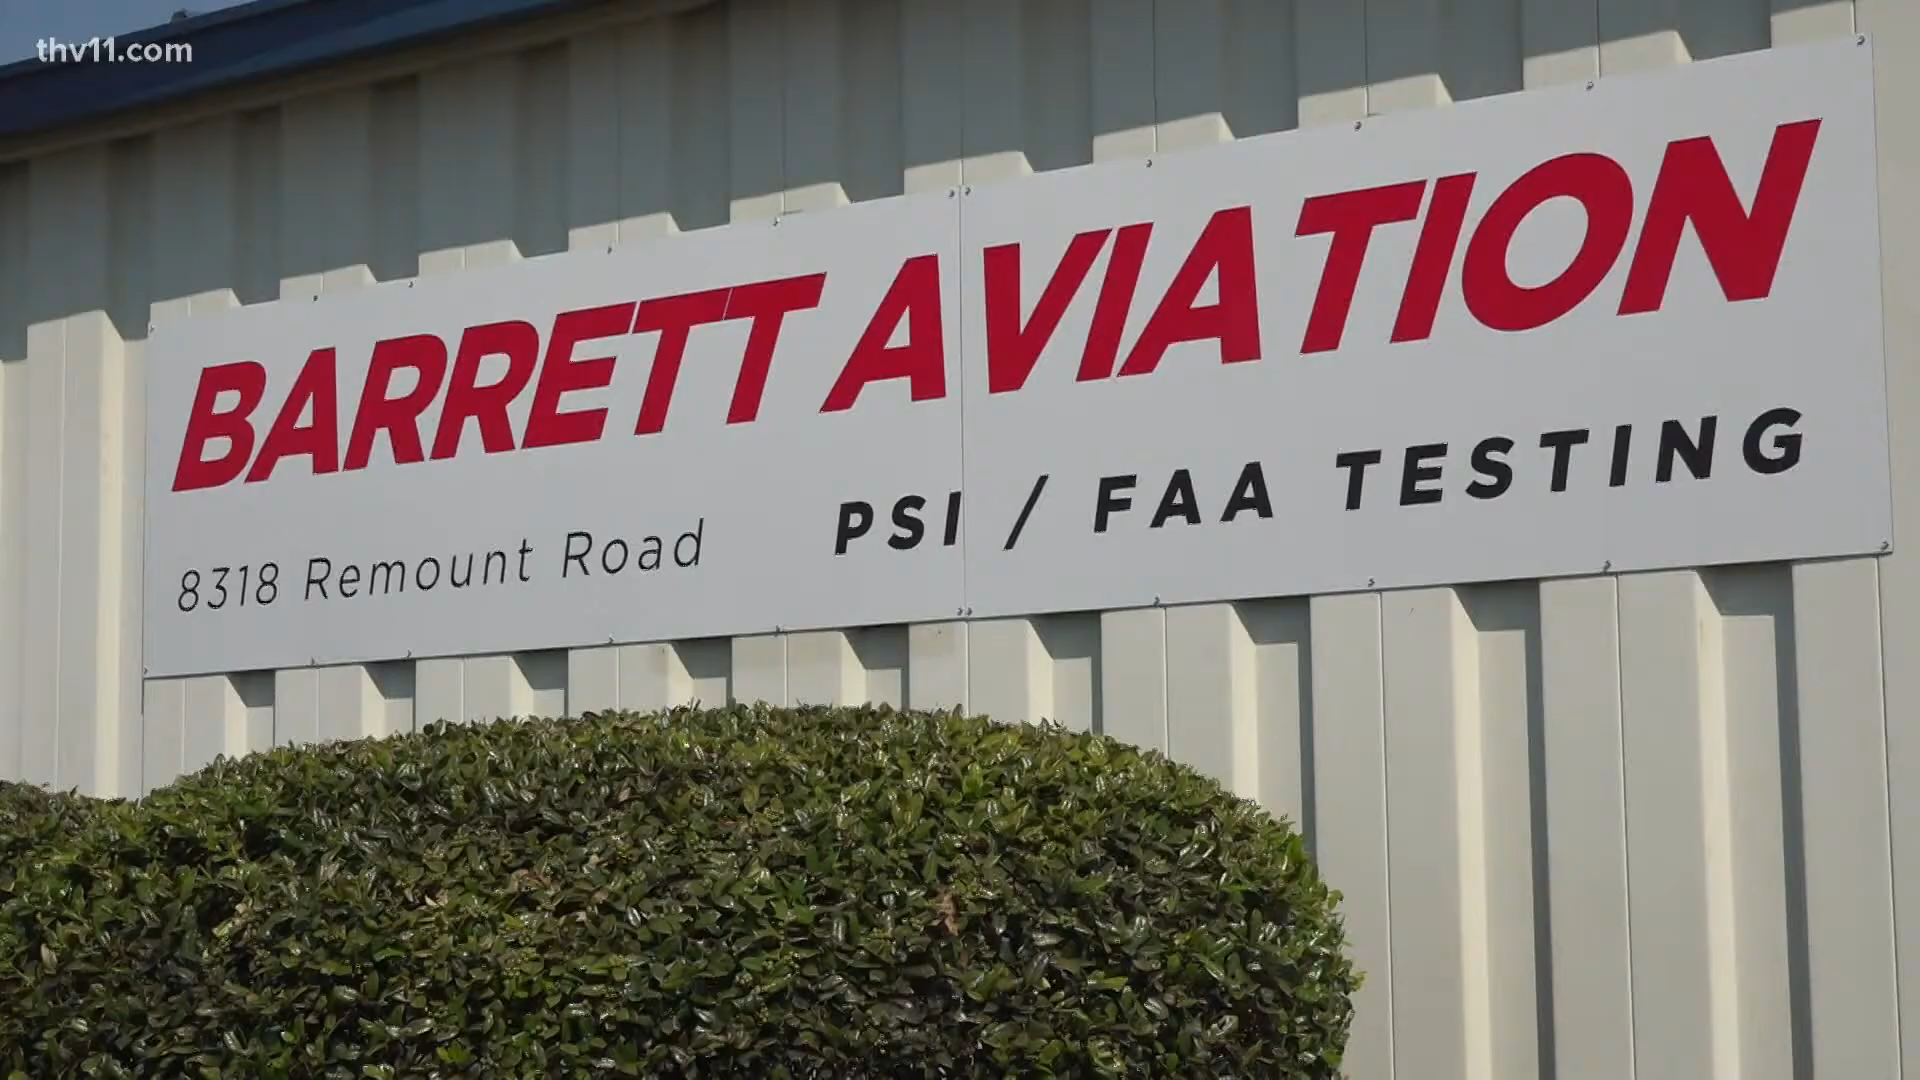 thv11.com
BARRETT AVIATION
8318 Remount Road PSI / FAA TESTING